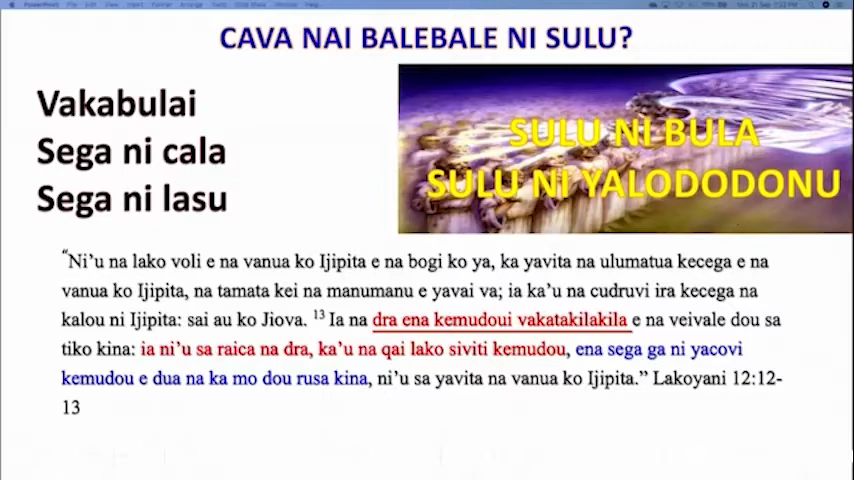 CAVA NAI BALEBALE NI SULU?
Vakabulai
Sega ni cala
Sega ni lasu
SULU NI BULA
SULU NI YALODODONU
“Ni’u na lako voli e na vanua ko Ijipita e na bogi ko ya, ka yavita na ulumatua kecega e na
vanua ko Ijipita, na tamata kei na manumanu e yavai va; ia ka’u na cudruvi ira kecega na
kalou ni Ijipita: sai au ko Jiova. 13 Ia na dra ena kemudoui vakatakilakila e na veivale dou sa
tiko kina: ia ni’u sa raica na dra, ka’u na qai lako siviti kemudou, ena sega ga ni yacovi
kemudou e dua na ka mo dou rusa kina, ni’u sa yavita na vanua ko Ijipita.” Lakoyani 12:12-
13